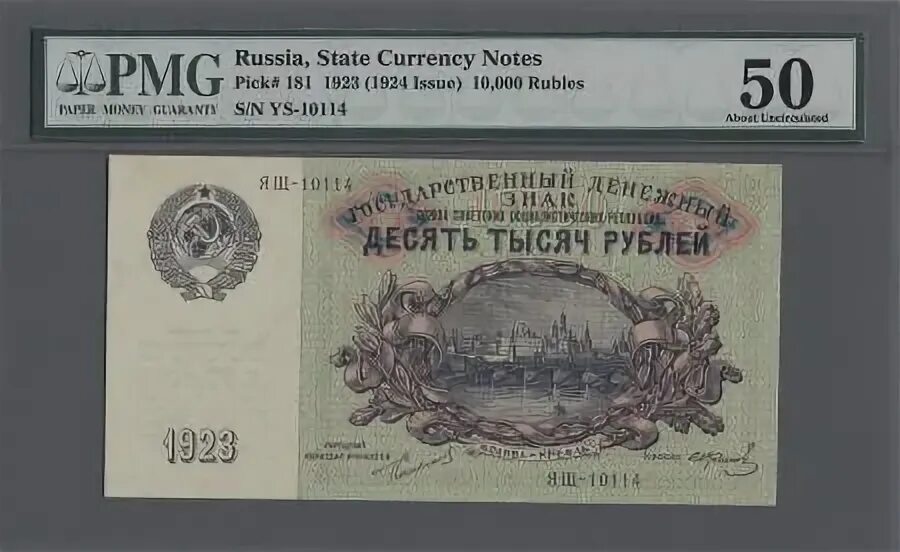 PMG
PAPER MONEY GUARANTY
Russia, State Currency Notes
Pick# 181 1923 (1924 Issue) 10,000 Rubles
S/N YS-10114
50
About Uncirculated
ЯЩ-10114
ГОСУДАРСТВЕННЫЙ ДЕНЕЖНЫЙ
ЗНАК
ДЕСЯТЬ ТЫСЯЧ РУБЛЕЙ
1923
ЯЩ-10114